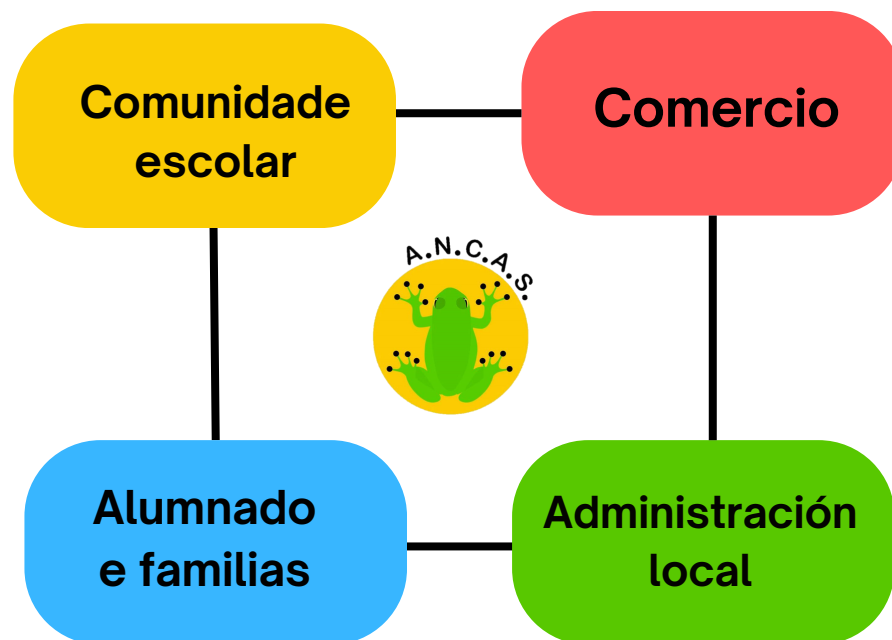 Comunidade
escolar
Comercio
A.N.C.A.S.
Alumnado
e familias
Administración
local